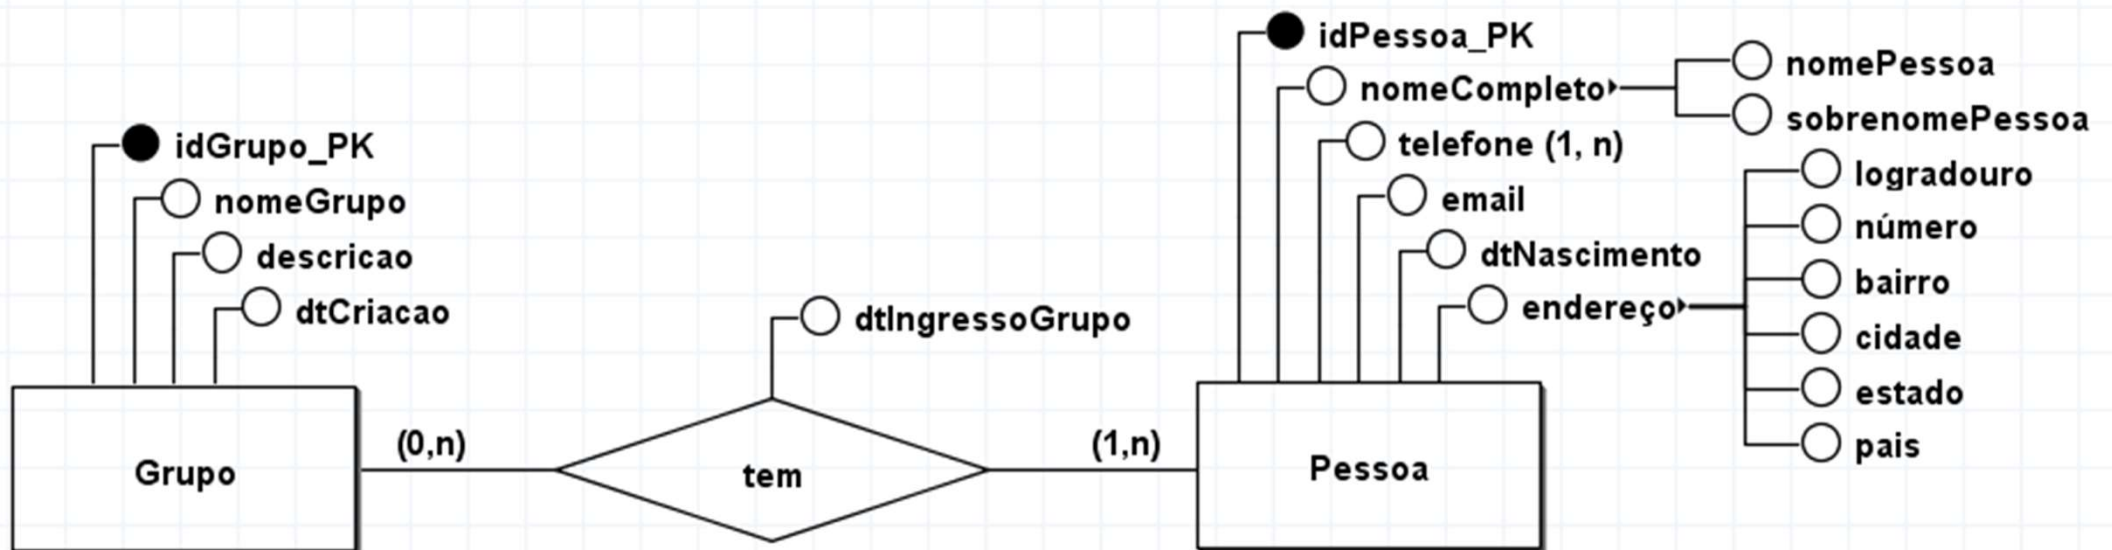 idPessoa_PK
nomeCompleto
nomePessoa
sobrenomePessoa
telefone (1, n)
email
dtNascimento
endereço
logradouro
número
bairro
cidade
estado
pais
idGrupo_PK
nomeGrupo
descricao
dtCriacao
dtIngressoGrupo
Grupo
(0,n)
tem
(1,n)
Pessoa